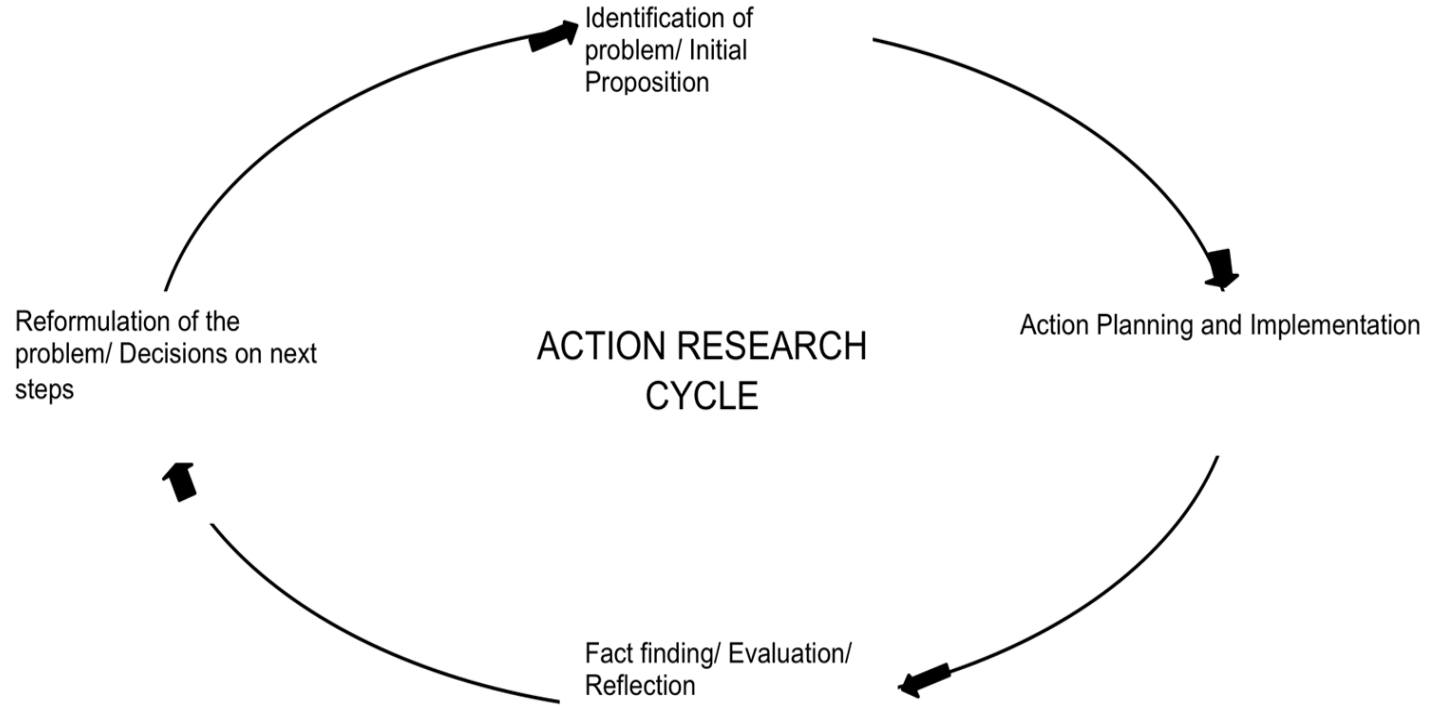 Identification of
problem/ Initial
Proposition
Action Planning and Implementation
Reformulation of the
problem/ Decisions on next
steps
ACTION RESEARCH
CYCLE
Fact finding/ Evaluation/
Reflection